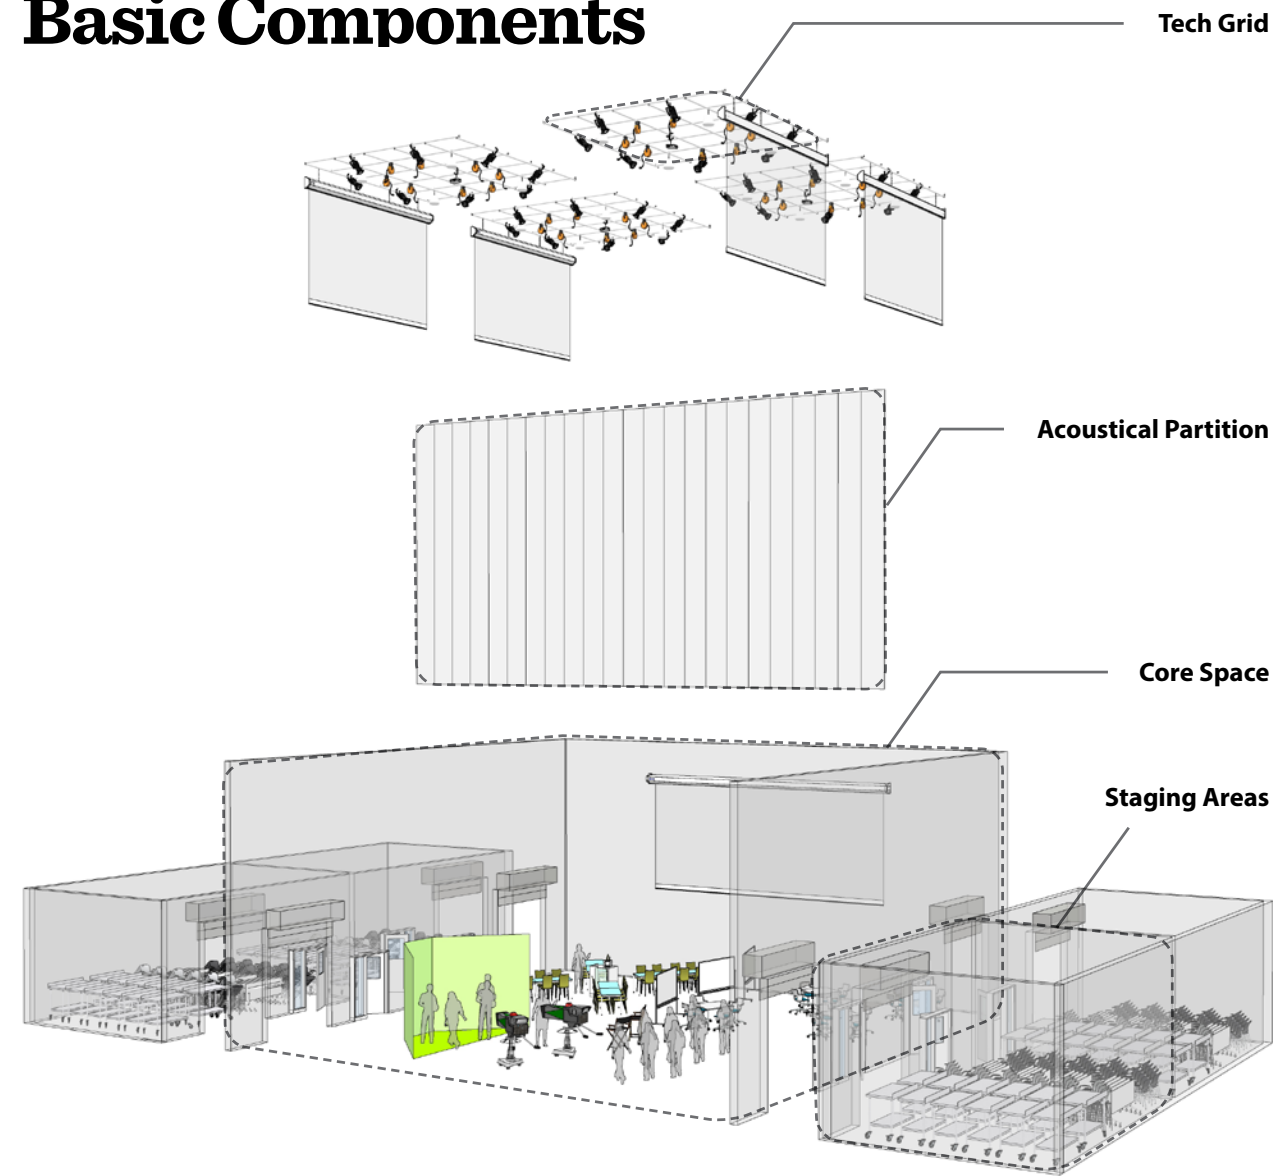 Basic Components
Tech Grid
Acoustical Partition
Core Space
Staging Areas